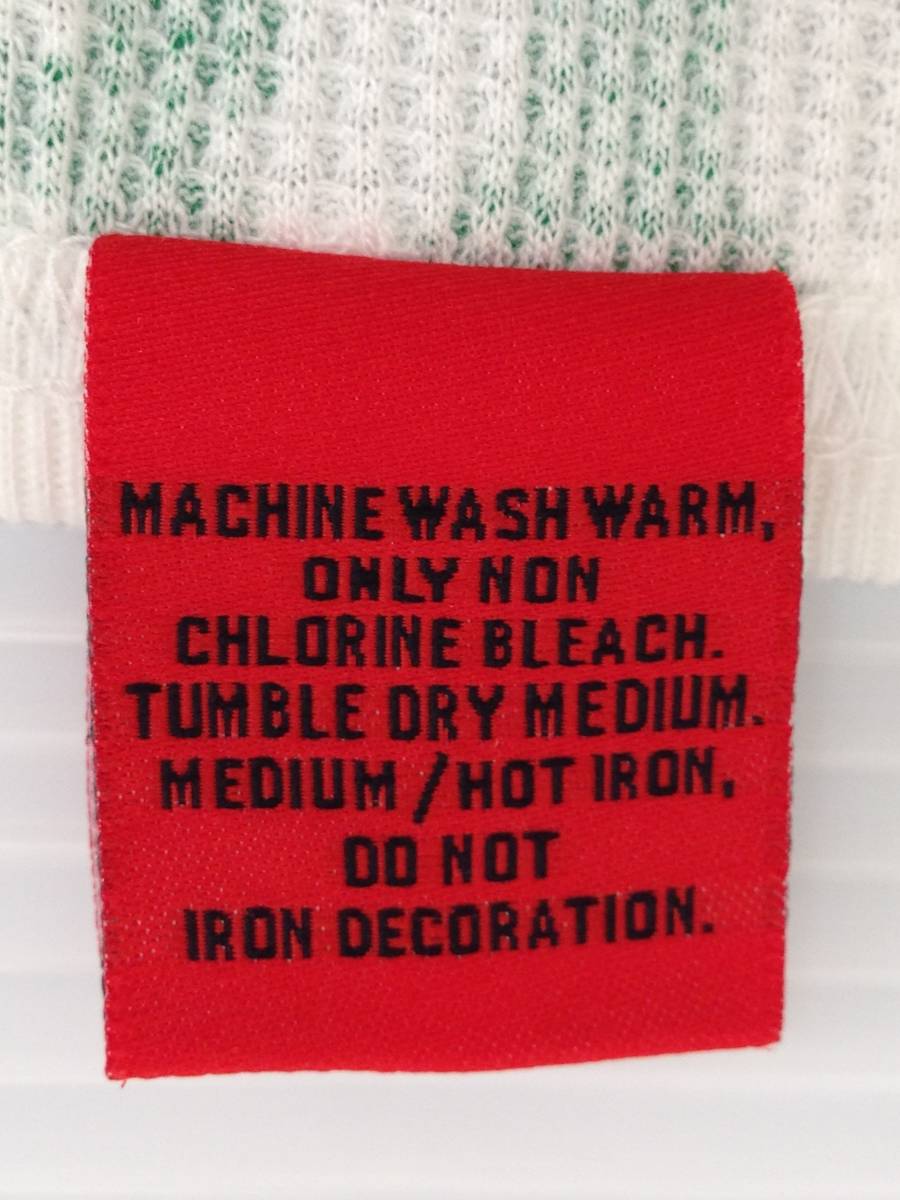 MACHINE WASH WARM,
ONLY NON
CHLORINE BLEACH.
TUMBLE DRY MEDIUM.
MEDIUM / HOT IRON,
DO NOT
IRON DECORATION.